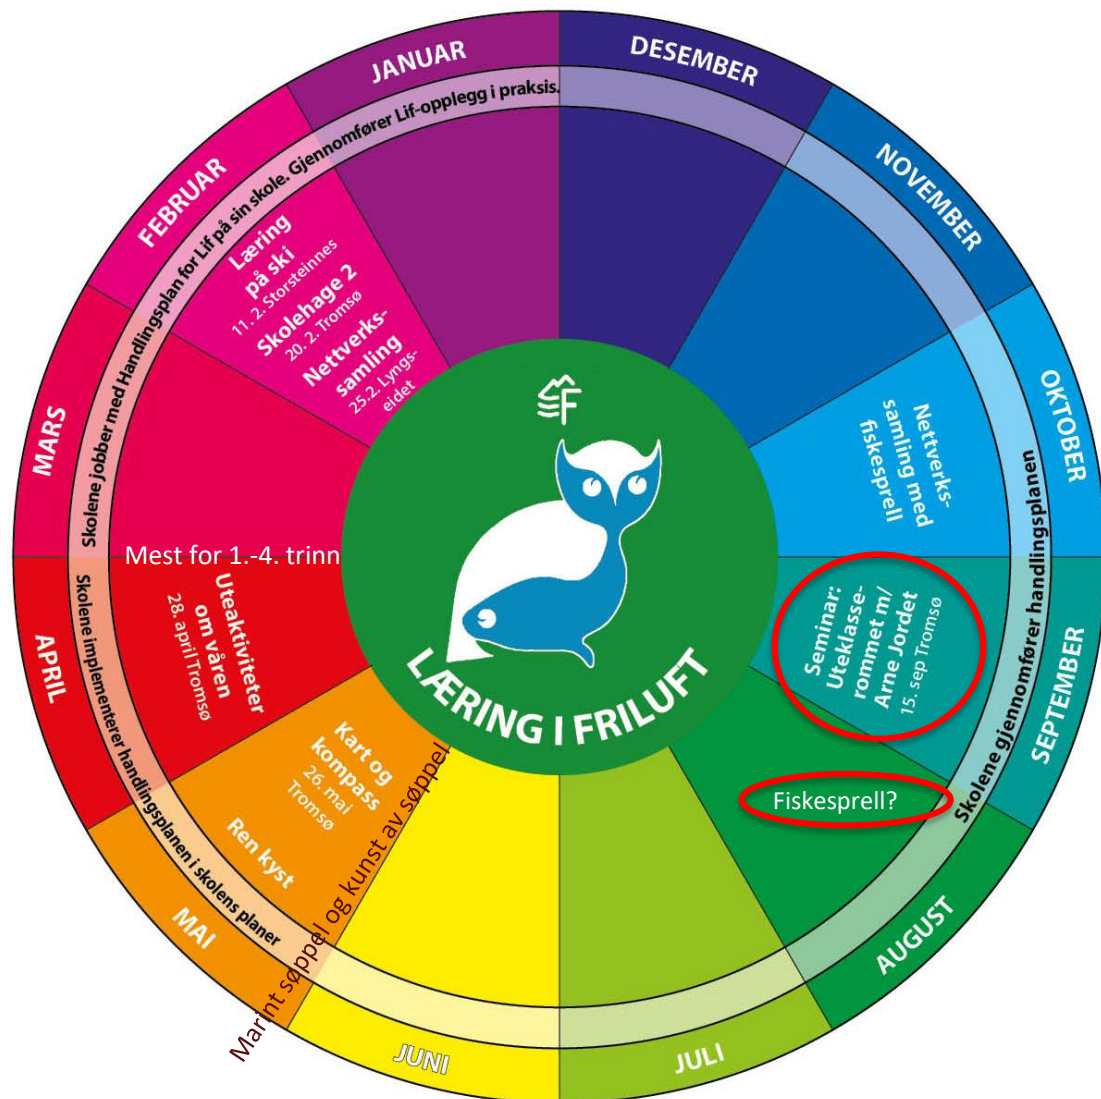 JANUAR
FEBRUAR
MARS
APRIL
MAI
JUNI
JULI
AUGUST
SEPTEMBER
OKTOBER
NOVEMBER
DESEMBER
Skolene jobber med Handlingsplan for Lif på sin skole. Gjennomfører Lif-opplegg i praksis.
Læring
på ski
11. 2. Storsteinnes
Skolehage 2
20. 2. Tromsø
Nettverks-
samling
25.2. Lyngs-
eidet
Mest for 1.-4. trinn
Uteaktiviteter
om våren
28. april Tromsø
Skolene implementerer handlingsplanen i skolens planer
Kart og
kompass
26. mai
Tromsø
Ren kyst
Marint søppel og kunst av søppel
Fiskesprell?
Seminar:
Uteklasse-
rommet m/
Arne Jordet
15. sep Tromsø
Nettverks-
samling med
fiskesprell
Skolene gjennomfører handlingsplanen
F
LÆRING I FRILUFT